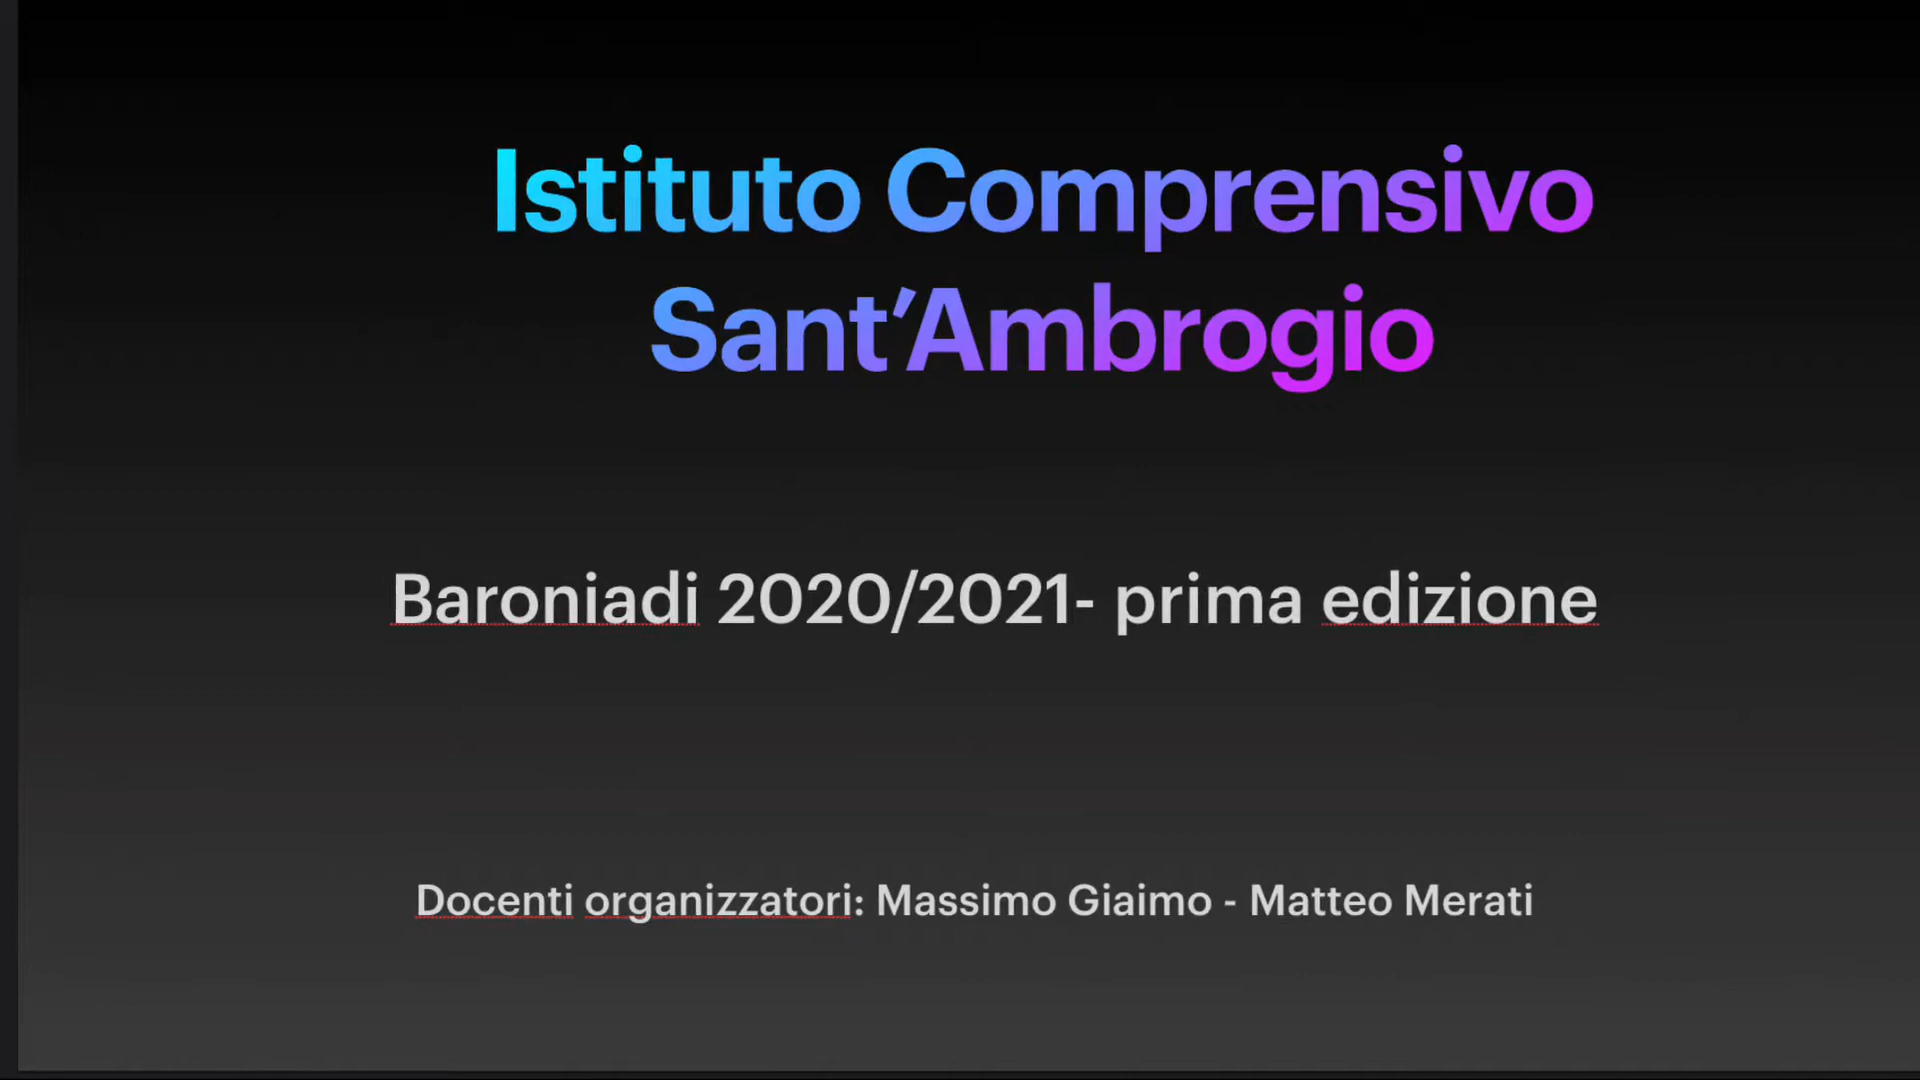 Istituto Comprensivo
Sant’Ambrogio
Baroniadi 2020/2021- prima edizione
Docenti organizzatori: Massimo Giaimo - Matteo Merati